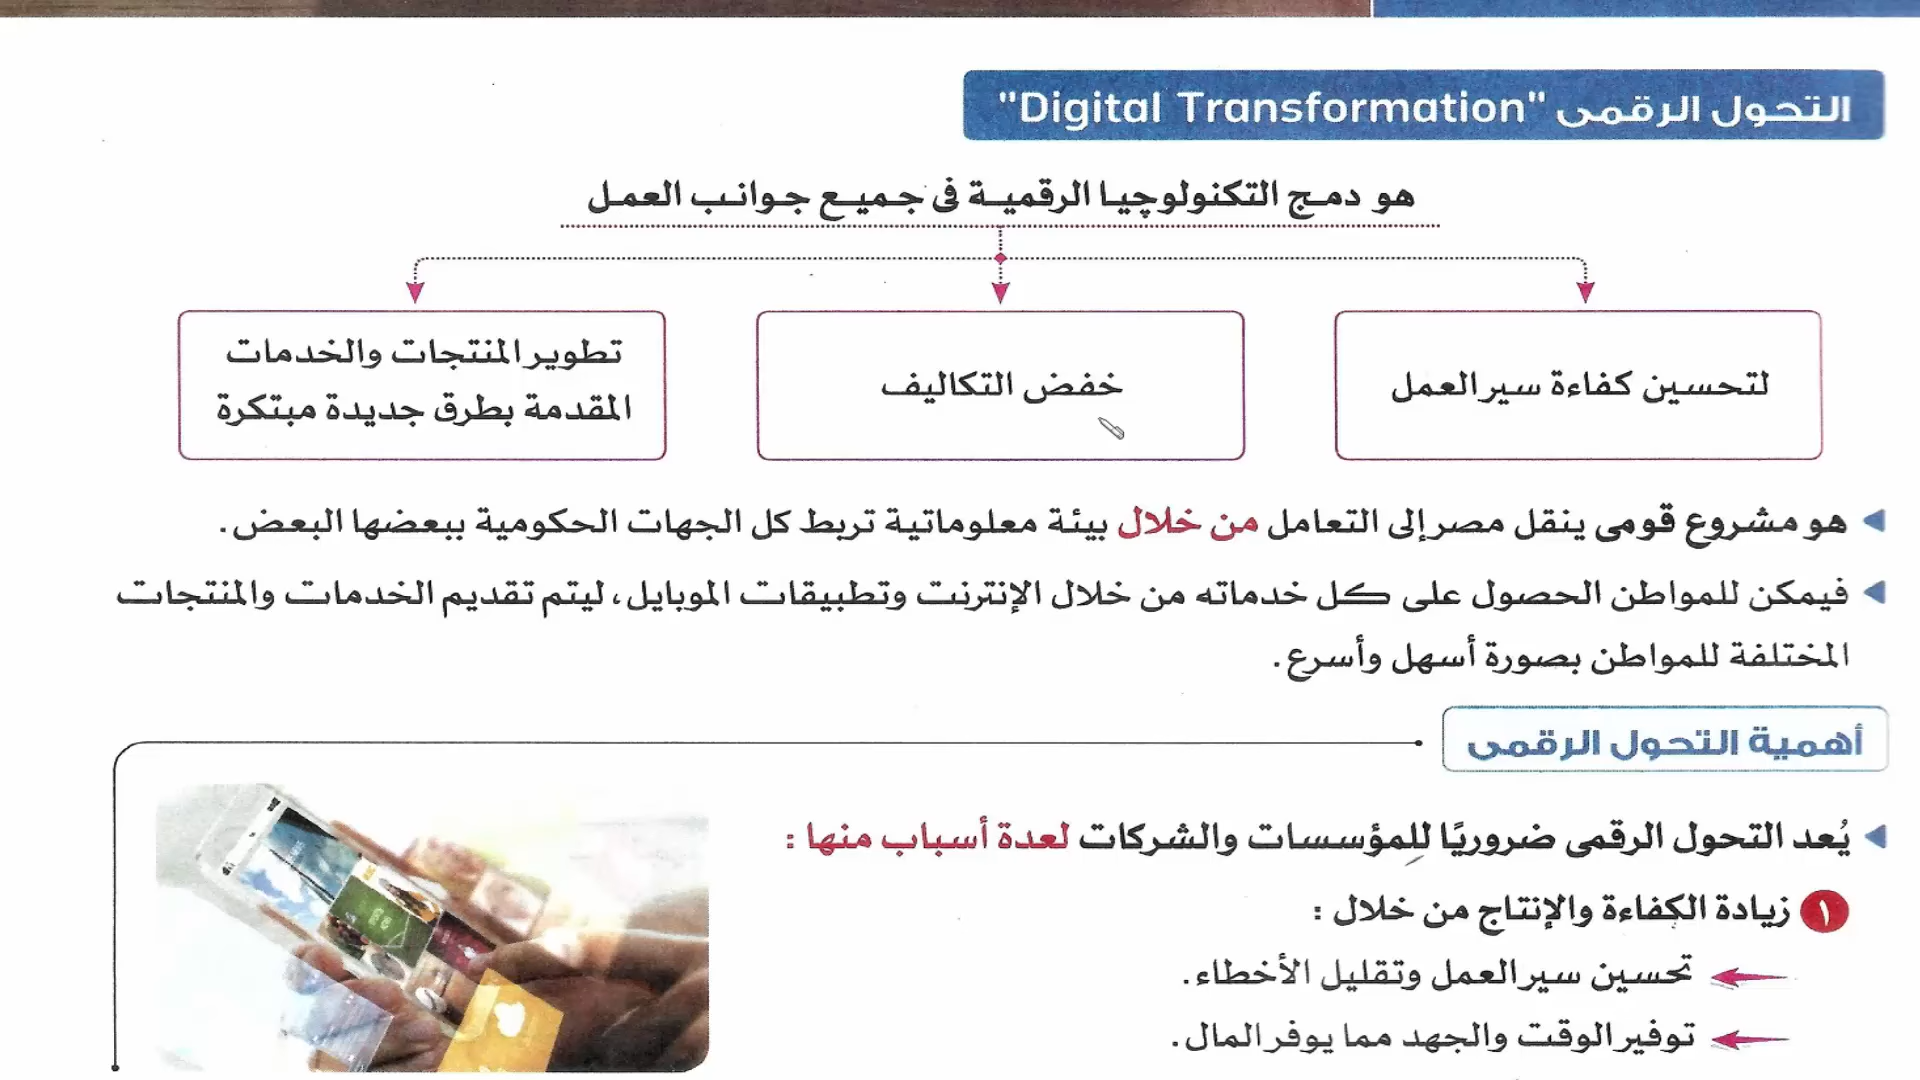 التحول الرقمى "Digital Transformation"
هو دمج التكنولوچيا الرقمية فى جميع جوانب العمل
لتحسين كفاءة سير العمل
خفض التكاليف
تطوير المنتجات والخدمات
المقدمة بطرق جديدة مبتكرة
هو مشروع قومى ينقل مصر إلى التعامل من خلال بيئة معلوماتية تربط كل الجهات الحكومية ببعضها البعض.
فيمكن للمواطن الحصول على كل خدماته من خلال الإنترنت وتطبيقات الموبايل، ليتم تقديم الخدمات والمنتجات
المختلفة للمواطن بصورة أسهل وأسرع.
أهمية التحول الرقمى
يُعد التحول الرقمى ضروريًا للمؤسسات والشركات لعدة أسباب منها :
١ زيادة الكفاءة والإنتاج من خلال :
تحسين سير العمل وتقليل الأخطاء.
توفير الوقت والجهد مما يوفر المال.